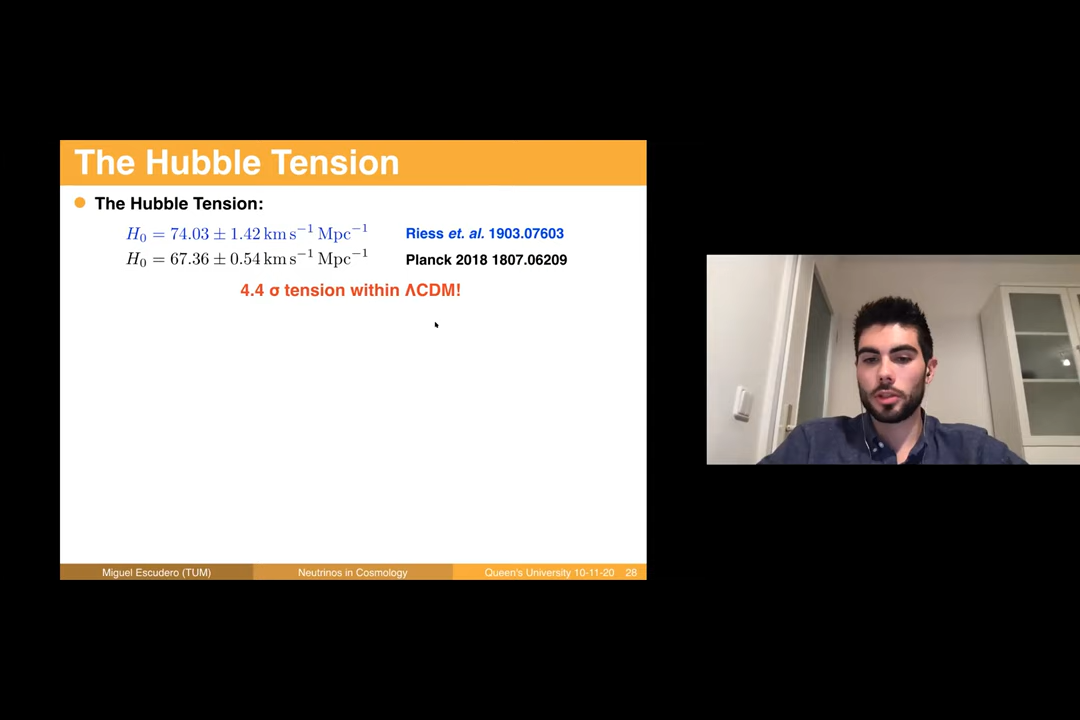 The Hubble Tension
The Hubble Tension:
H₀ = 74.03 ± 1.42 km s⁻¹ Mpc⁻¹ Riess et. al. 1903.07603
H₀ = 67.36 ± 0.54 km s⁻¹ Mpc⁻¹ Planck 2018 1807.06209
4.4 σ tension within ΛCDM!
Miguel Escudero (TUM) Neutrinos in Cosmology Queen's University 10-11-20 28